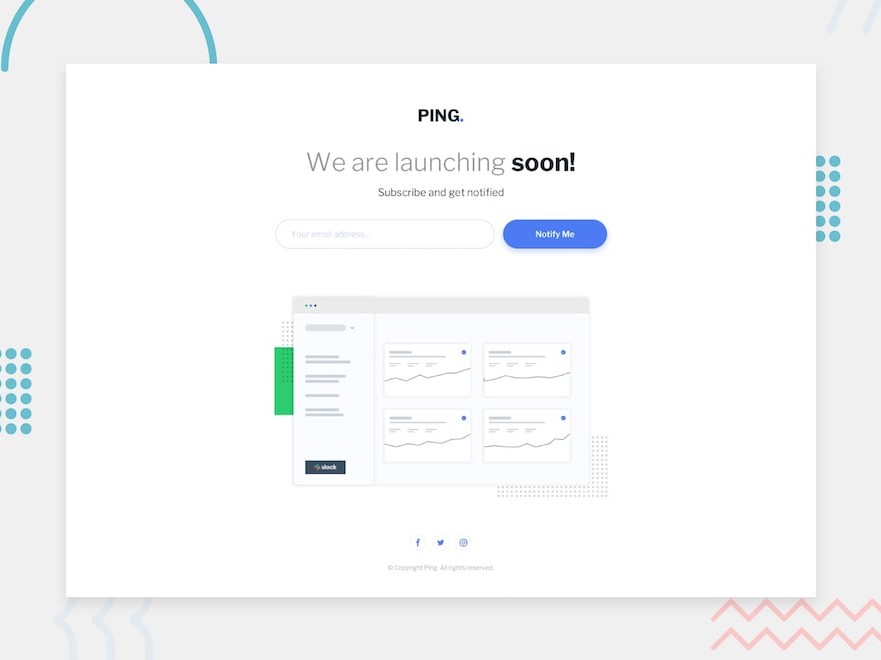 PING.
We are launching soon!
Subscribe and get notified
Your email address...
Notify Me
slack
© Copyright Ping. All rights reserved.